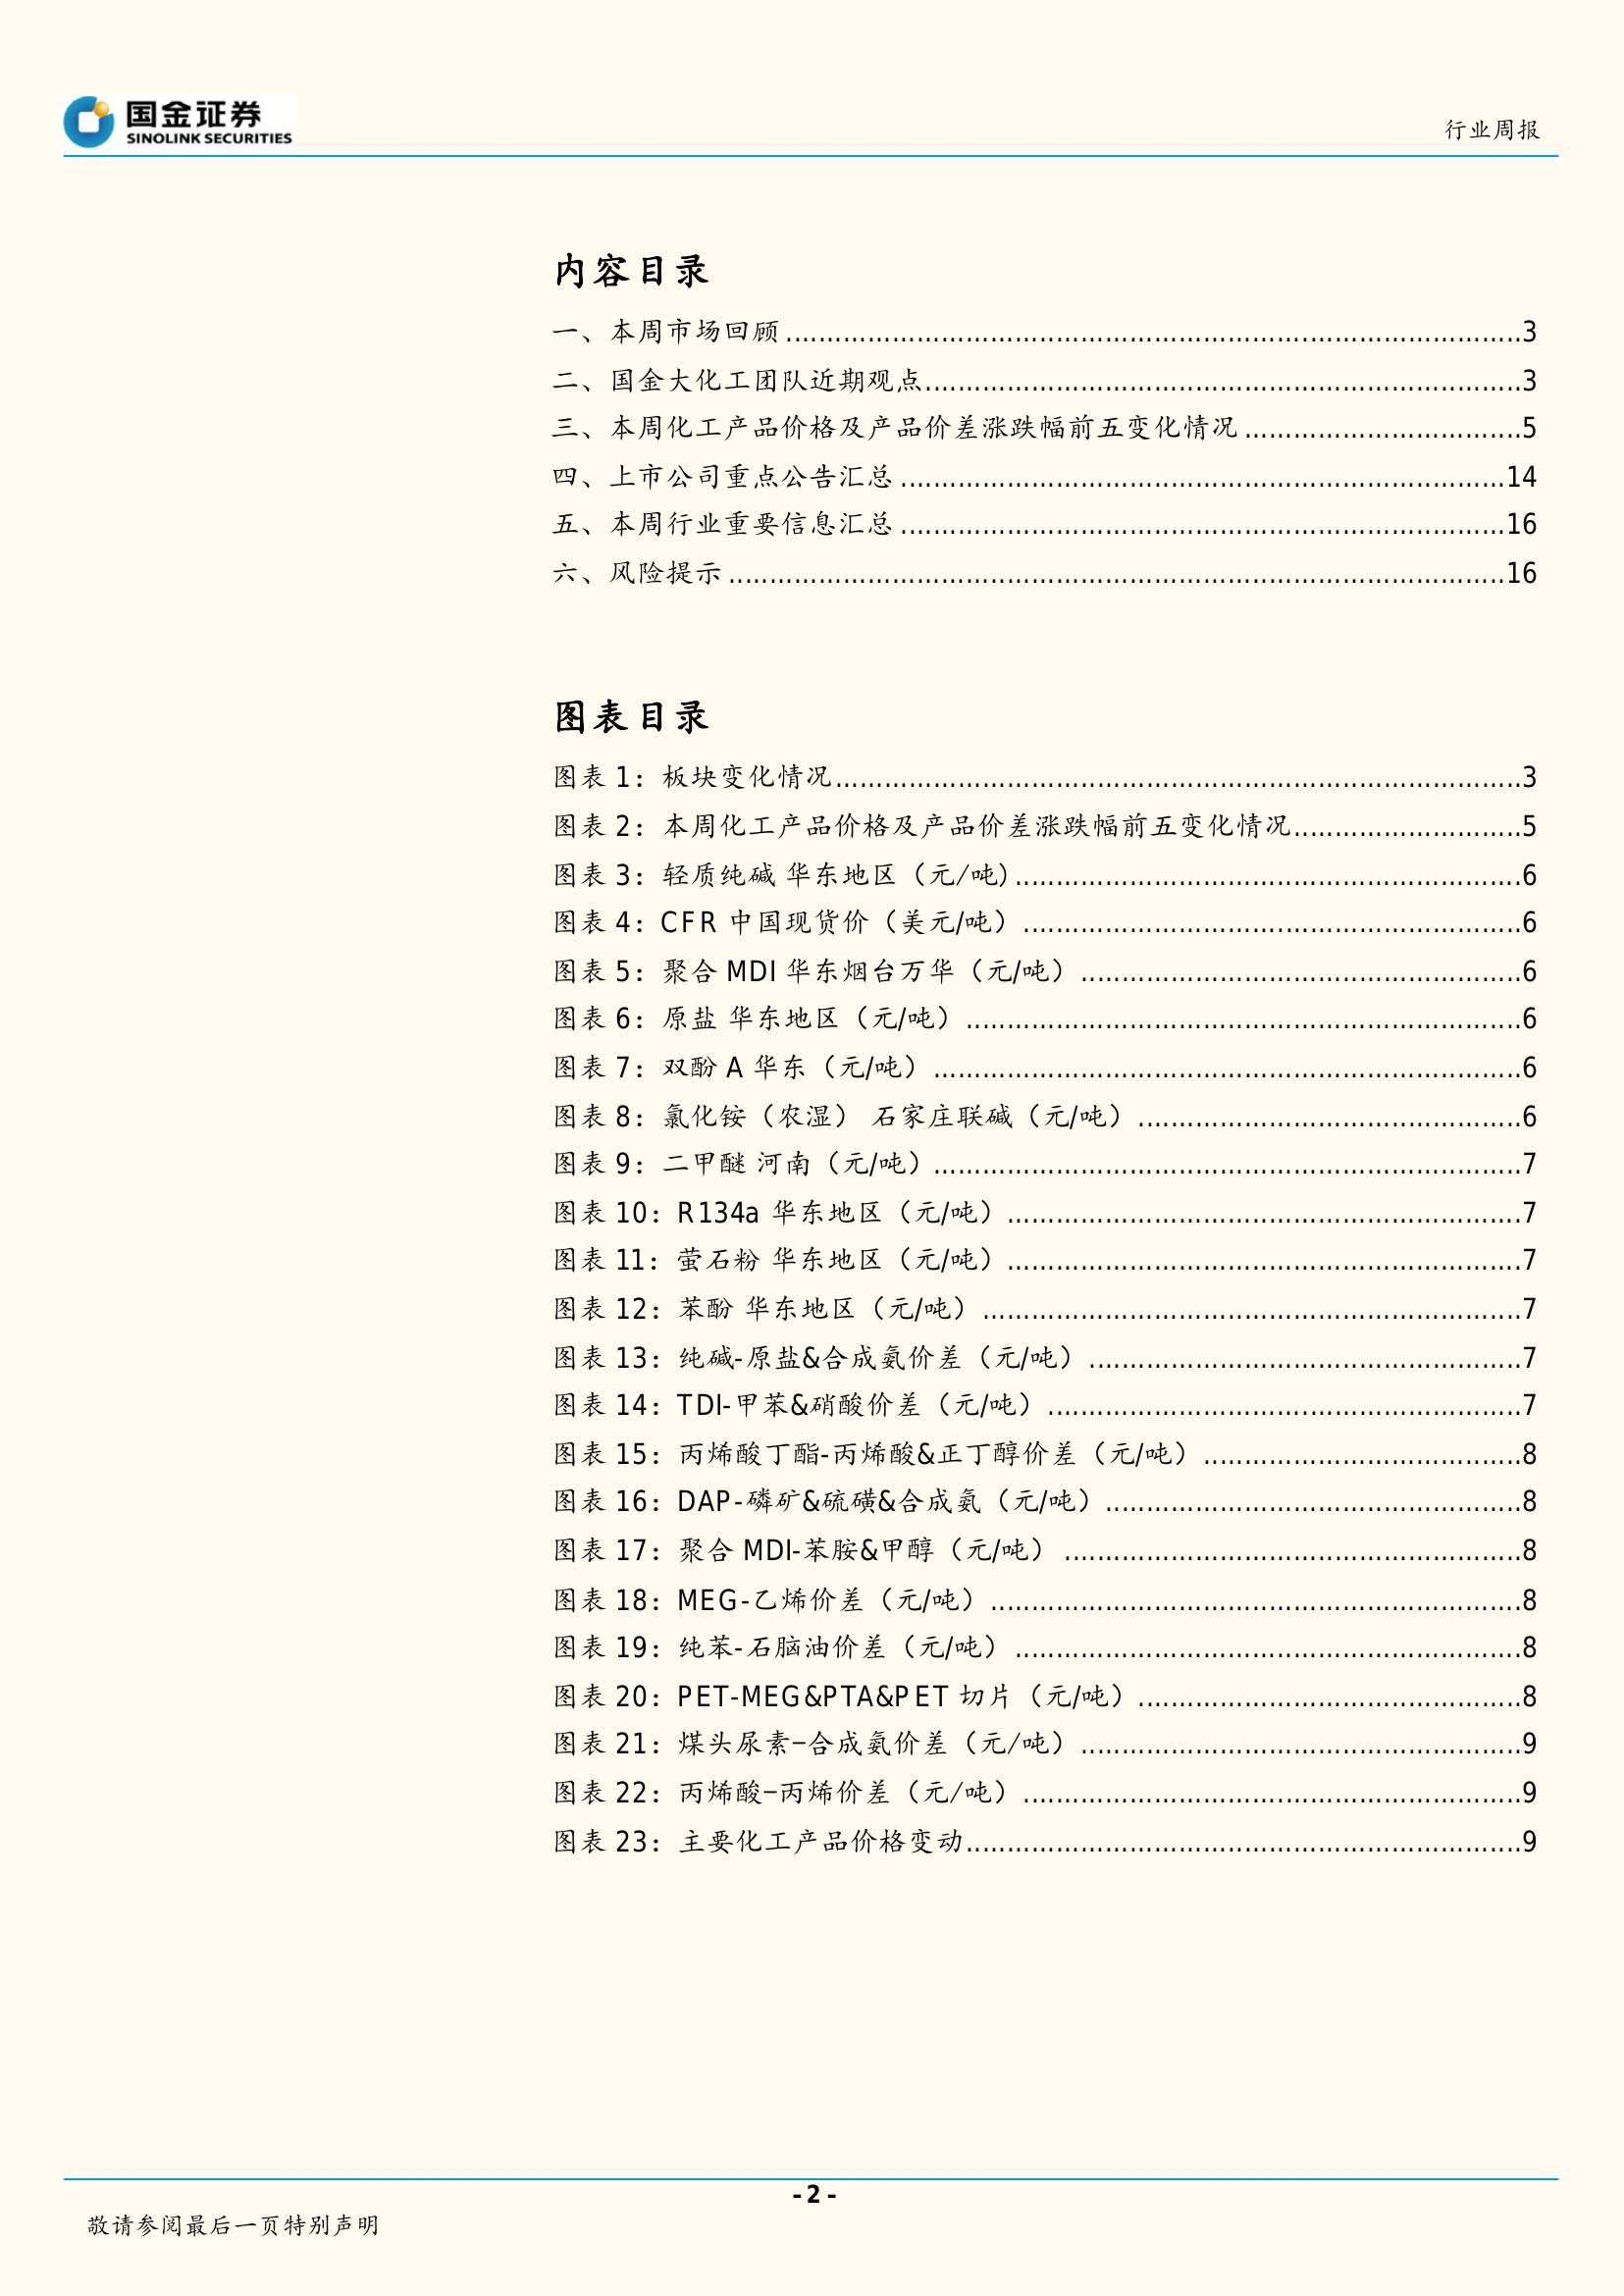 国金证券
SINOLINK SECURITIES
行业周报
内容目录
一、本周市场回顾................................................................................3
二、国金大化工团队近期观点................................................................3
三、本周化工产品价格及产品价差涨跌幅前五变化情况................................5
四、上市公司重点公告汇总................................................................14
五、本周行业重要信息汇总................................................................16
六、风险提示................................................................................16
图表目录
图表 1：板块变化情况................................................................3
图表 2：本周化工产品价格及产品价差涨跌幅前五变化情况........................5
图表 3：轻质纯碱 华东地区（元/吨)................................................6
图表 4：CFR 中国现货价（美元/吨）................................................6
图表 5：聚合 MDI 华东烟台万华（元/吨）................................................6
图表 6：原盐 华东地区（元/吨）................................................6
图表 7：双酚 A 华东（元/吨）................................................6
图表 8：氯化铵（农湿） 石家庄联碱（元/吨）................................................6
图表 9：二甲醚 河南（元/吨）................................................7
图表 10：R134a 华东地区（元/吨）................................................7
图表 11：萤石粉 华东地区（元/吨）................................................7
图表 12：苯酚 华东地区（元/吨）................................................7
图表 13：纯碱-原盐&合成氨价差（元/吨）................................................7
图表 14：TDI-甲苯&硝酸价差（元/吨）................................................7
图表 15：丙烯酸丁酯-丙烯酸&正丁醇价差（元/吨）................................8
图表 16：DAP-磷矿&硫磺&合成氨（元/吨）................................................8
图表 17：聚合 MDI-苯胺&甲醇（元/吨）................................................8
图表 18：MEG-乙烯价差（元/吨）................................................8
图表 19：纯苯-石脑油价差（元/吨）................................................8
图表 20：PET-MEG&PTA&PET 切片（元/吨）................................................8
图表 21：煤头尿素-合成氨价差（元/吨）................................................9
图表 22：丙烯酸-丙烯价差（元/吨）................................................9
图表 23：主要化工产品价格变动................................................9
- 2 -
敬请参阅最后一页特别声明